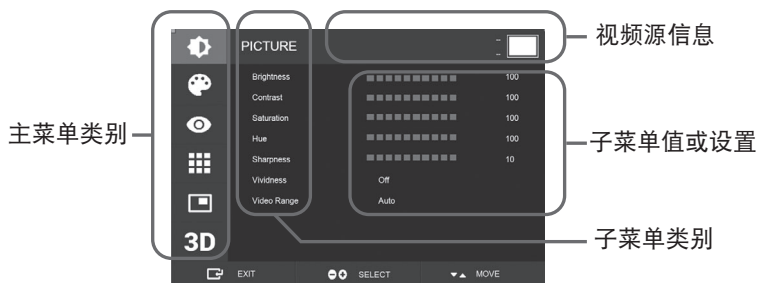 视频源信息
PICTURE
Brightness 100
Contrast 100
Saturation 100
Hue 100
Sharpness 10
Vividness Off
Video Range Auto
3D
EXIT SELECT MOVE
主菜单类别
子菜单值或设置
子菜单类别